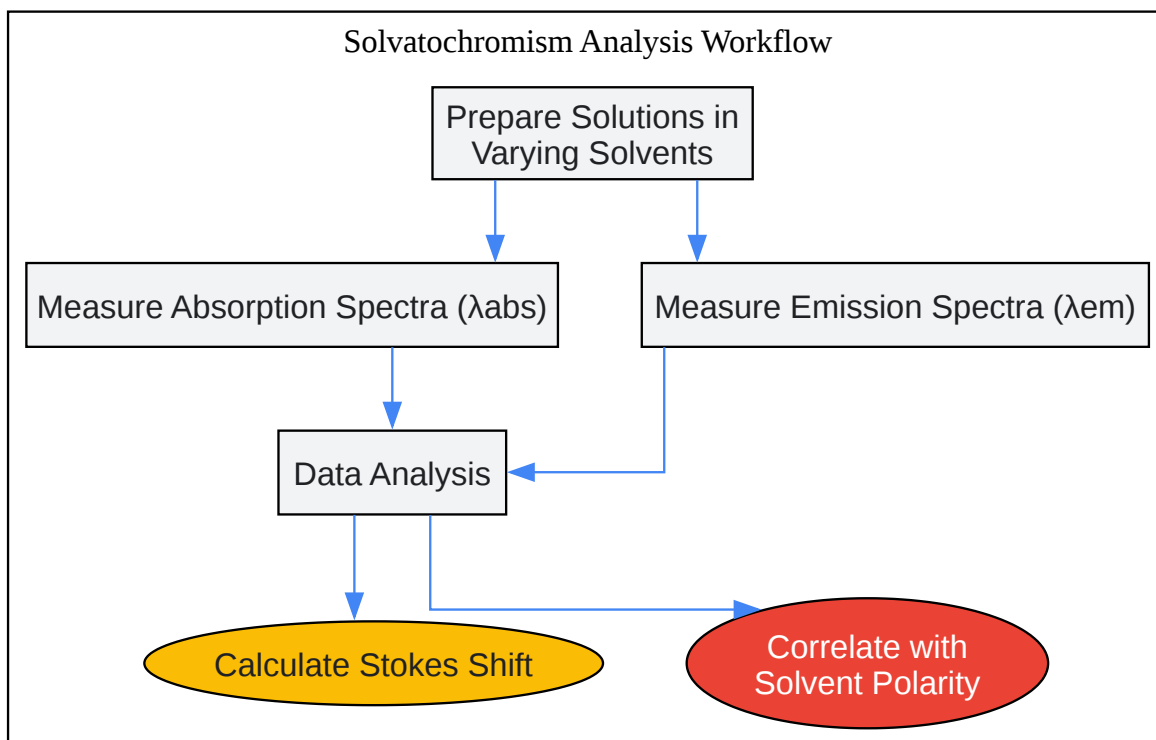 Solvatochromism Analysis Workflow
Prepare Solutions in
Varying Solvents
Measure Absorption Spectra (λabs)
Measure Emission Spectra (λem)
Data Analysis
Calculate Stokes Shift
Correlate with
Solvent Polarity